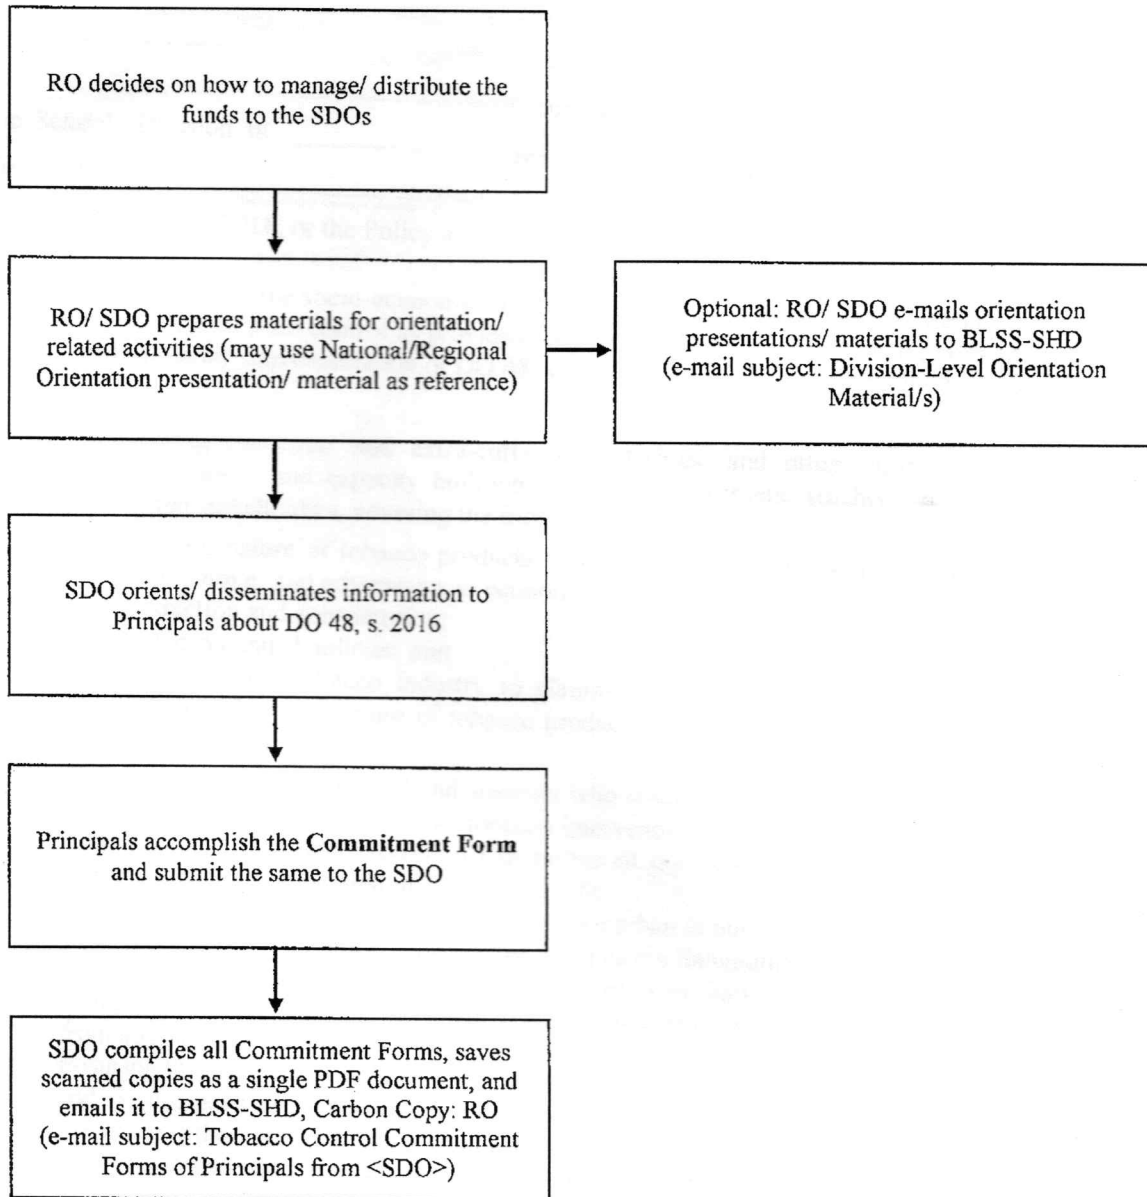 RO decides on how to manage/ distribute the
funds to the SDOs
RO/ SDO prepares materials for orientation/
related activities (may use National/Regional
Orientation presentation/ material as reference)
Optional: RO/ SDO e-mails orientation
presentations/ materials to BLSS-SHD
(e-mail subject: Division-Level Orientation
Material/s)
SDO orients/ disseminates information to
Principals about DO 48, s. 2016
Principals accomplish the Commitment Form
and submit the same to the SDO
SDO compiles all Commitment Forms, saves
scanned copies as a single PDF document, and
emails it to BLSS-SHD, Carbon Copy: RO
(e-mail subject: Tobacco Control Commitment
Forms of Principals from <SDO>)